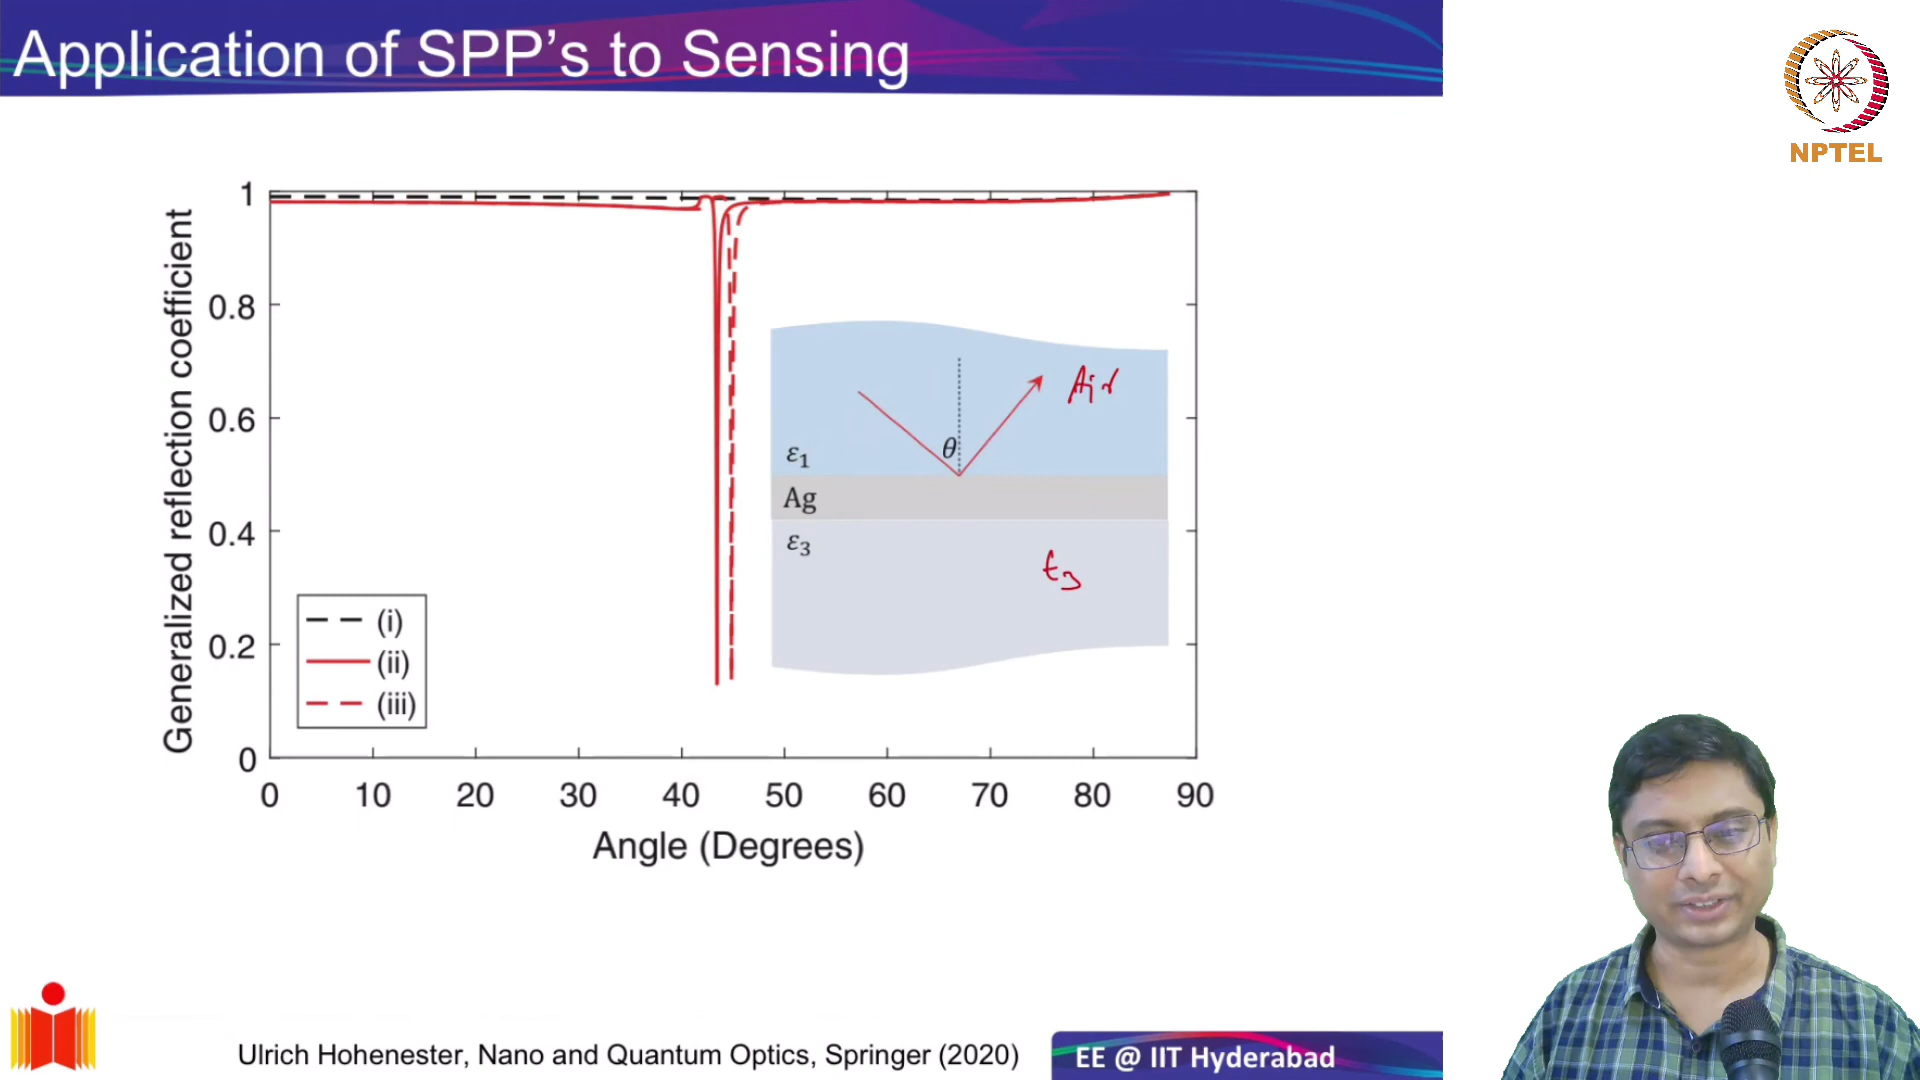 Application of SPP's to Sensing
NPTEL
Generalized reflection coefficient
1
0.8
0.6
0.4
0.2
0
(i)
(ii)
(iii)
Air
θ
ε1
Ag
ε3
ε3
0 10 20 30 40 50 60 70 80 90
Angle (Degrees)
Ulrich Hohenester, Nano and Quantum Optics, Springer (2020)
EE @ IIT Hyderabad